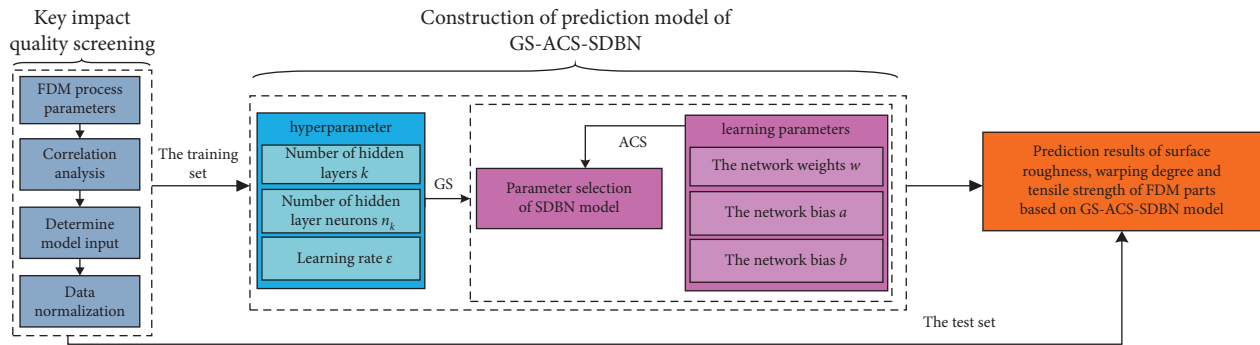 Key impact
quality screening
FDM process
parameters
Correlation
analysis
Determine
model input
Data
normalization
The training
set
Construction of prediction model of
GS-ACS-SDBN
hyperparameter
Number of hidden
layers k
Number of hidden
layer neurons nk
Learning rate ε
GS
Parameter selection
of SDBN model
ACS
learning parameters
The network weights w
The network bias a
The network bias b
Prediction results of surface
roughness, warping degree and
tensile strength of FDM parts
based on GS-ACS-SDBN model
The test set